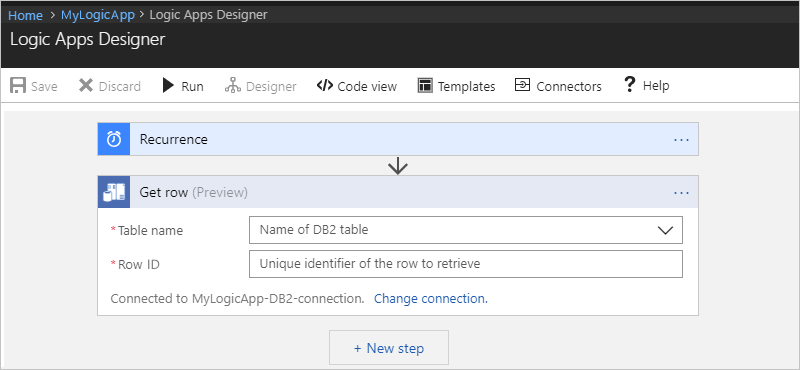 Home > MyLogicApp > Logic Apps Designer
Logic Apps Designer
Save Discard Run Designer Code view Templates Connectors ? Help
Recurrence ...
Get row (Preview) ...
*Table name Name of DB2 table
*Row ID Unique identifier of the row to retrieve
Connected to MyLogicApp-DB2-connection. Change connection.
+ New step